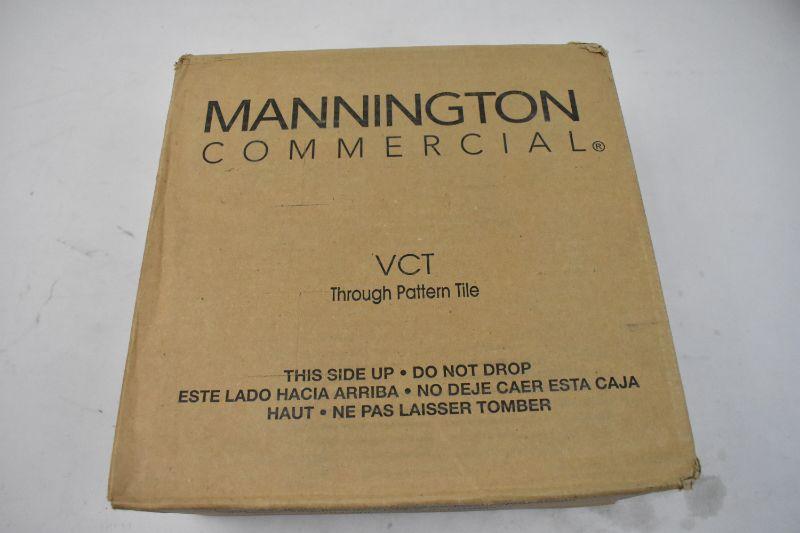 MANNINGTON
COMMERCIAL®
VCT
Through Pattern Tile
THIS SIDE UP • DO NOT DROP
ESTE LADO HACIA ARRIBA • NO DEJE CAER ESTA CAJA
HAUT • NE PAS LAISSER TOMBER